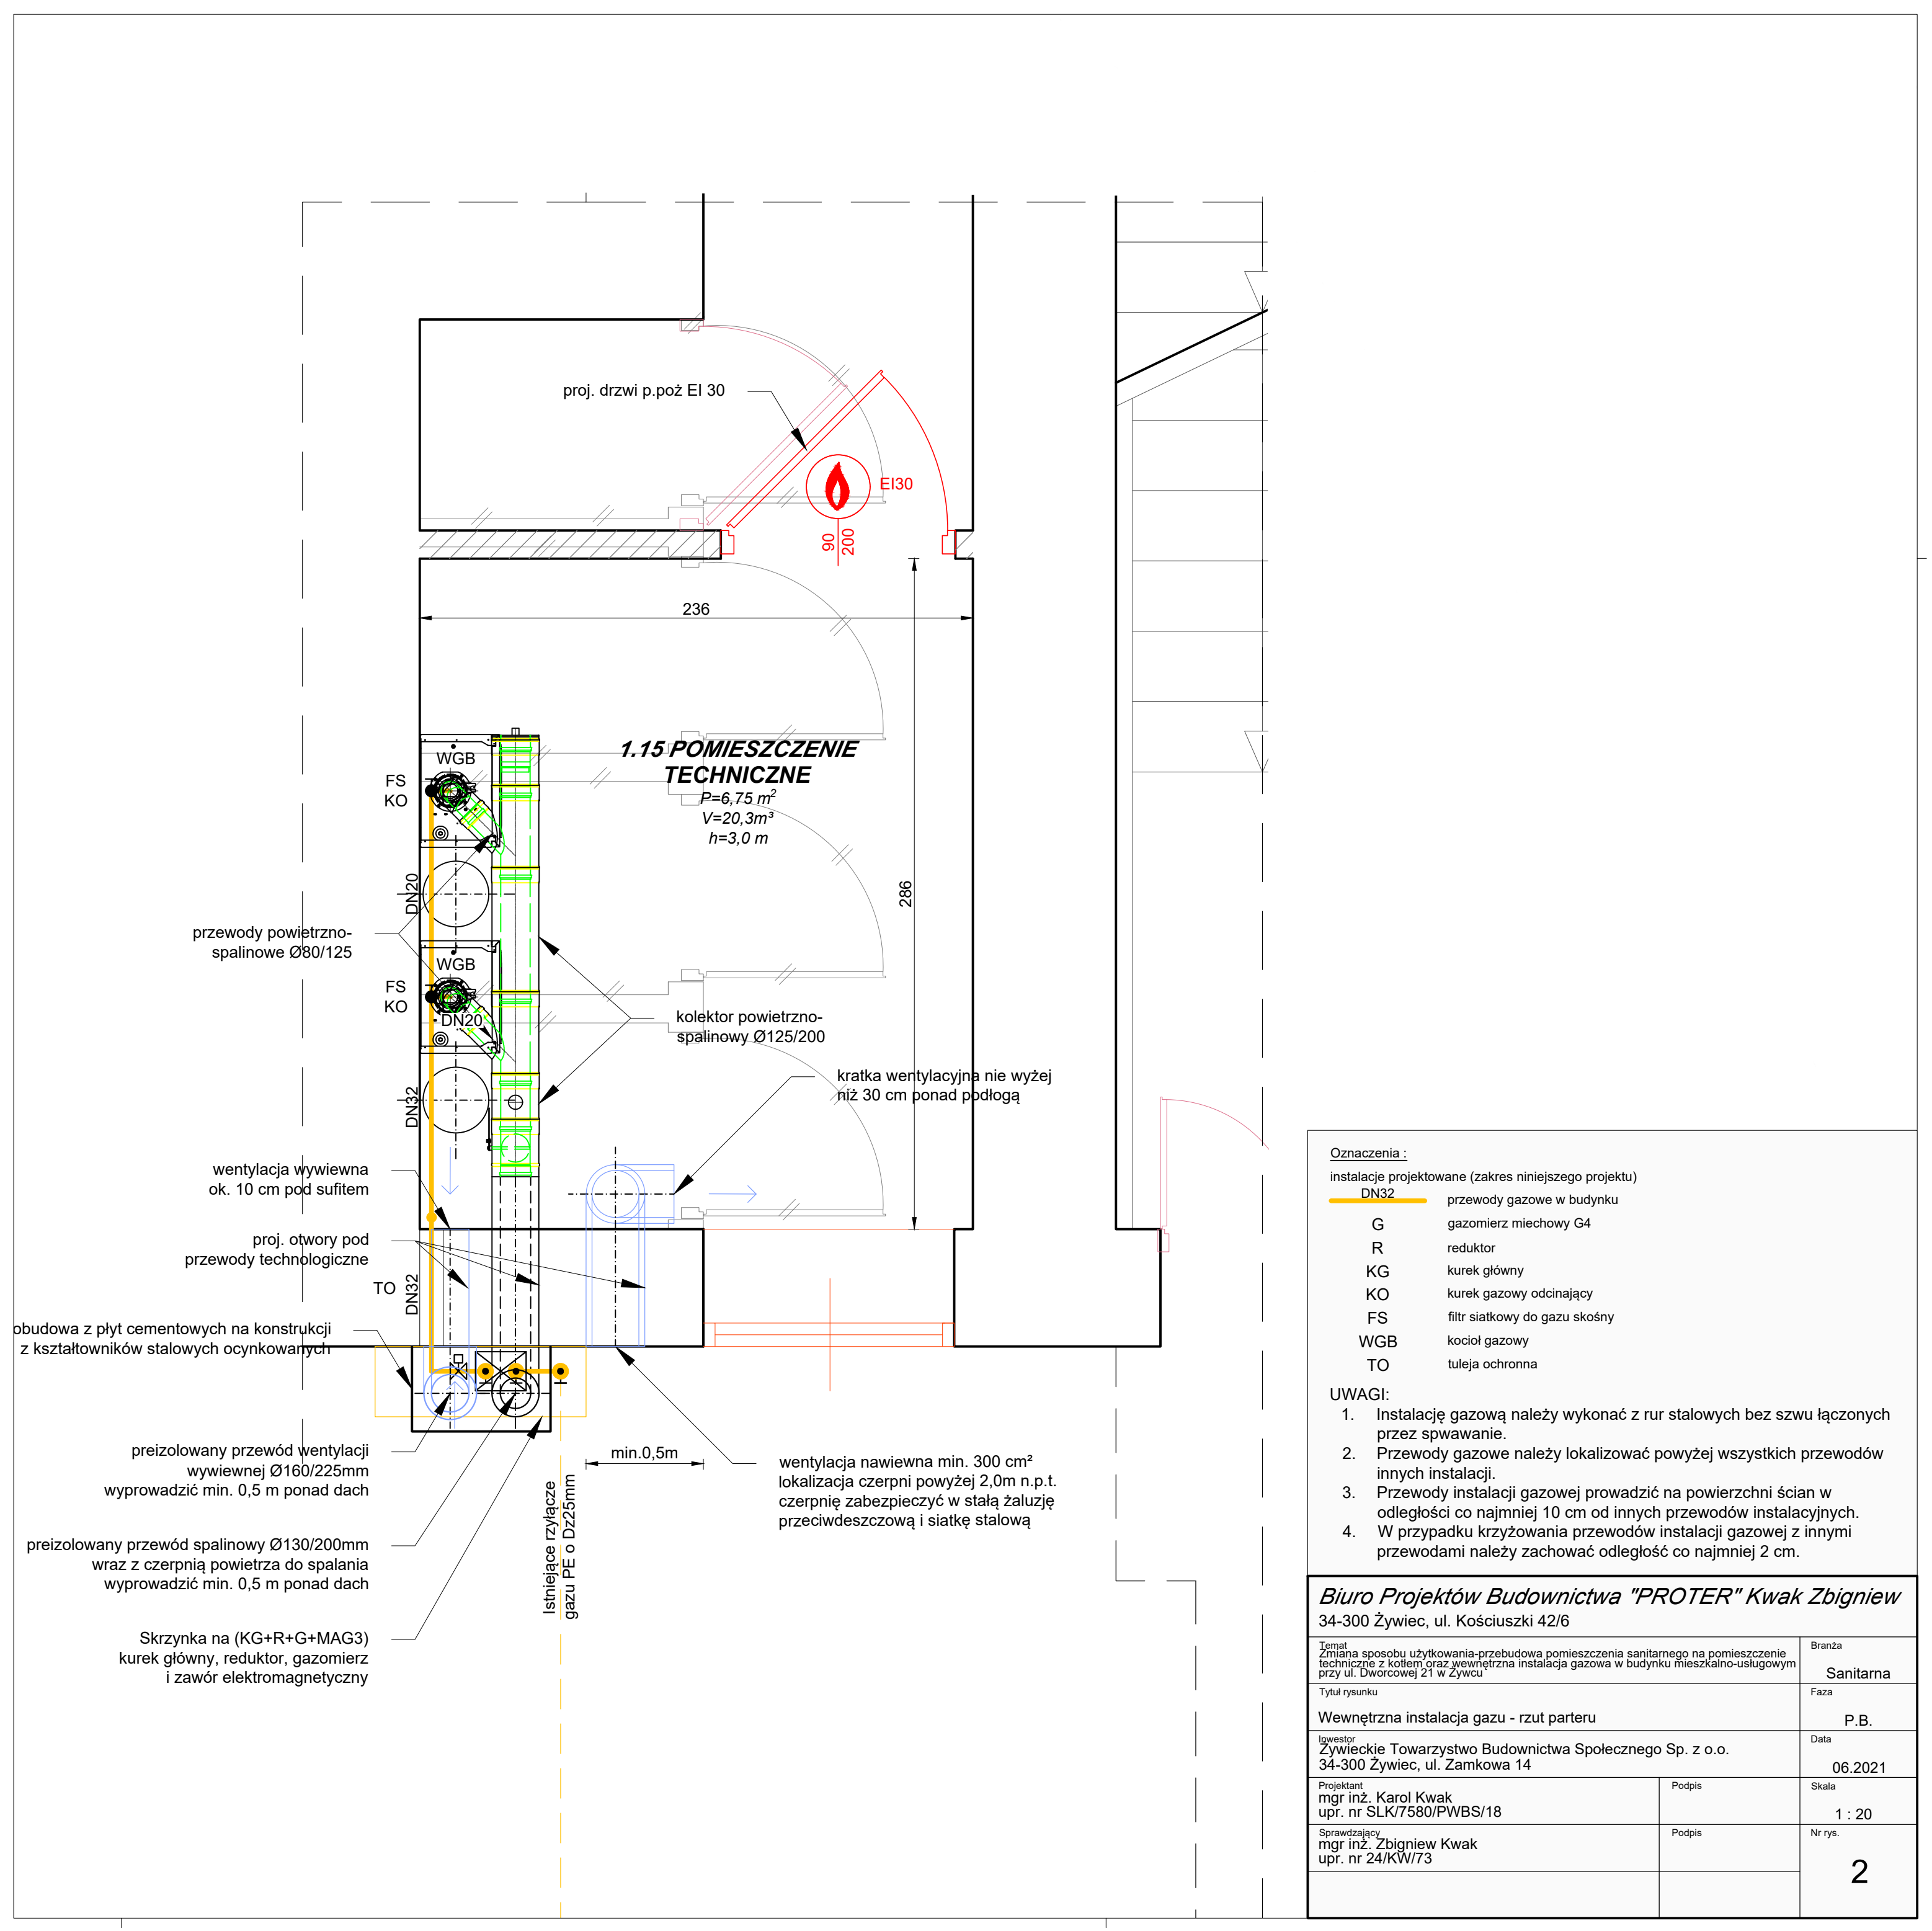 proj. drzwi p.poż EI 30
EI30
90
200
236
1.15 POMIESZCZENIE
TECHNICZNE
P=6,75 m²
V=20,3m³
h=3,0 m
286
WGB
FS
KO
DN20
przewody powietrzno-
spalinowe Ø80/125
WGB
FS
KO
DN20
kolektor powietrzno-
spalinowy Ø125/200
kratka wentylacyjna nie wyżej
niż 30 cm ponad podłogą
DN32
wentylacja wywiewna
ok. 10 cm pod sufitem
proj. otwory pod
przewody technologiczne
TO
DN32
obudowa z płyt cementowych na konstrukcji
z kształtowników stalowych ocynkowanych
preizolowany przewód wentylacji
wywiewnej Ø160/225mm
wyprowadzić min. 0,5 m ponad dach
min.0,5m
wentylacja nawiewna min. 300 cm²
lokalizacja czerpni powyżej 2,0m n.p.t.
czerpnię zabezpieczyć w stałą żaluzję
przeciwdeszczową i siatkę stalową
Istniejące rzyłącze
gazu PE o Dz25mm
preizolowany przewód spalinowy Ø130/200mm
wraz z czerpnią powietrza do spalania
wyprowadzić min. 0,5 m ponad dach
Skrzynka na (KG+R+G+MAG3)
kurek główny, reduktor, gazomierz
i zawór elektromagnetyczny
Oznaczenia :
instalacje projektowane (zakres niniejszego projektu)
DN32 przewody gazowe w budynku
G gazomierz miechowy G4
R reduktor
KG kurek główny
KO kurek gazowy odcinający
FS filtr siatkowy do gazu skośny
WGB kocioł gazowy
TO tuleja ochronna
UWAGI:
1. Instalację gazową należy wykonać z rur stalowych bez szwu łączonych
przez spwawanie.
2. Przewody gazowe należy lokalizować powyżej wszystkich przewodów
innych instalacji.
3. Przewody instalacji gazowej prowadzić na powierzchni ścian w
odległości co najmniej 10 cm od innych przewodów instalacyjnych.
4. W przypadku krzyżowania przewodów instalacji gazowej z innymi
przewodami należy zachować odległość co najmniej 2 cm.
Biuro Projektów Budownictwa "PROTER" Kwak Zbigniew
34-300 Żywiec, ul. Kościuszki 42/6
Temat
Zmiana sposobu użytkowania-przebudowa pomieszczenia sanitarnego na pomieszczenie
techniczne z kotłem oraz wewnętrzna instalacja gazowa w budynku mieszkalno-usługowym
przy ul. Dworcowej 21 w Żywcu
Branża
Sanitarna
Tytuł rysunku
Wewnętrzna instalacja gazu - rzut parteru
Faza
P.B.
Inwestor
Żywieckie Towarzystwo Budownictwa Społecznego Sp. z o.o.
34-300 Żywiec, ul. Zamkowa 14
Data
06.2021
Projektant
mgr inż. Karol Kwak
upr. nr SLK/7580/PWBS/18
Podpis
Skala
1 : 20
Sprawdzający
mgr inż. Zbigniew Kwak
upr. nr 24/KW/73
Podpis
Nr rys.
2